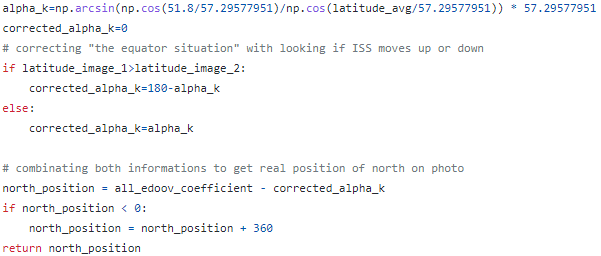 alpha_k=np.arcsin(np.cos(51.8/57.29577951)/np.cos(latitude_avg/57.29577951)) * 57.29577951
corrected_alpha_k=0
# correcting "the equator situation" with looking if ISS moves up or down
if latitude_image_1>latitude_image_2:
    corrected_alpha_k=180-alpha_k
else:
    corrected_alpha_k=alpha_k

# combinating both informations to get real position of north on photo
north_position = all_edoov_coefficient - corrected_alpha_k
if north_position < 0:
    north_position = north_position + 360
return north_position